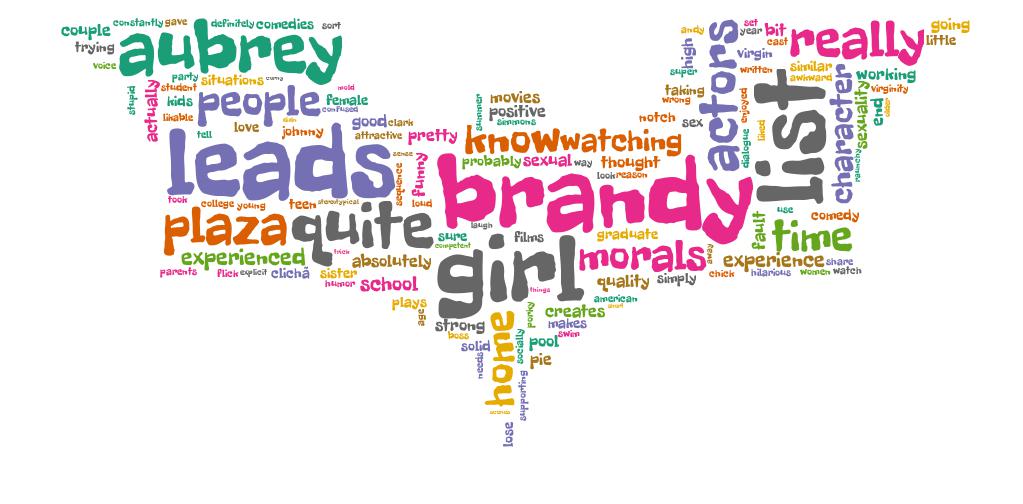 couple
constantly
gave
definitely
comedies
sort
trying
aubrey
voice
party
situations
student
stupid
actually
kids
likable
people
female
confused
tell
love
johnny
good
clark
attractive
pretty
leads
sense
sequence
funny
loud
took
college
young
teen
stereotypical
plaza
quite
experienced
parents
flick
explicit
clichã
trick
sister
humor
absolutely
school
plays
age
summer
movies
positive
simmons
know
watching
probably
sexual
way
thought
look
reason
brandy
laugh
sure
competent
films
graduate
girl
things
morals
away
quality
simply
american
creates
porky
makes
swim
strong
boss
solid
needs
home
socially
pool
pie
supporting
lose
andy
high
super
taking
wrong
notch
sex
actors
set
year
bit
cast
virgin
written
enjoyed
dialogue
liked
really
going
little
similar
awkward
working
virginity
older
end
sexuality
raunchy
character
list
use
comedy
fault
time
experience
share
chick
hilarious
women
watch